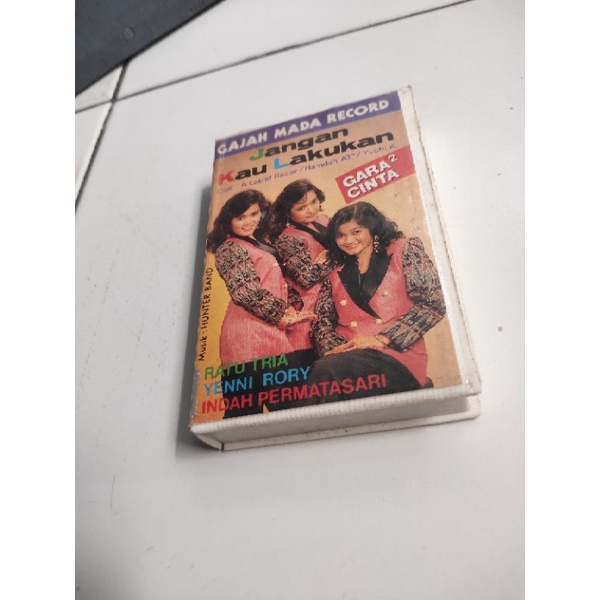 GAJAH MADA RECORD
Jangan
Kau Lakukan
GARA²
CINTA
Musik : HUNTER BAND
RATU TRIA
YENNI RORY
INDAH PERMATASARI